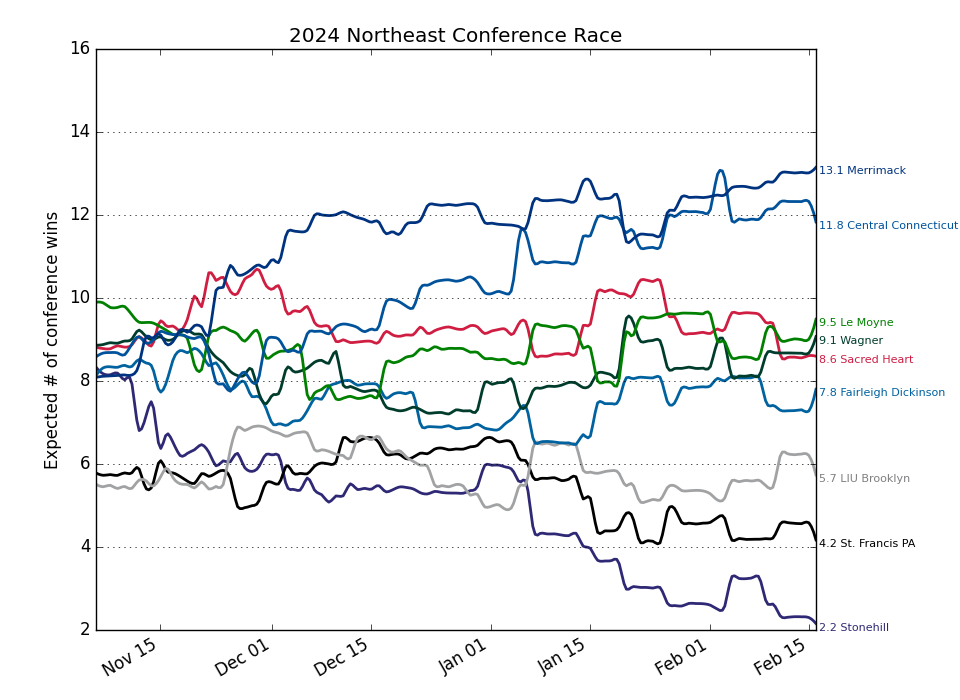 2024 Northeast Conference Race
Expected # of conference wins
16
14
12
10
8
6
4
2
13.1 Merrimack
11.8 Central Connecticut
9.5 Le Moyne
9.1 Wagner
8.6 Sacred Heart
7.8 Fairleigh Dickinson
5.7 LIU Brooklyn
4.2 St. Francis PA
2.2 Stonehill
Nov 15
Dec 01
Dec 15
Jan 01
Jan 15
Feb 01
Feb 15